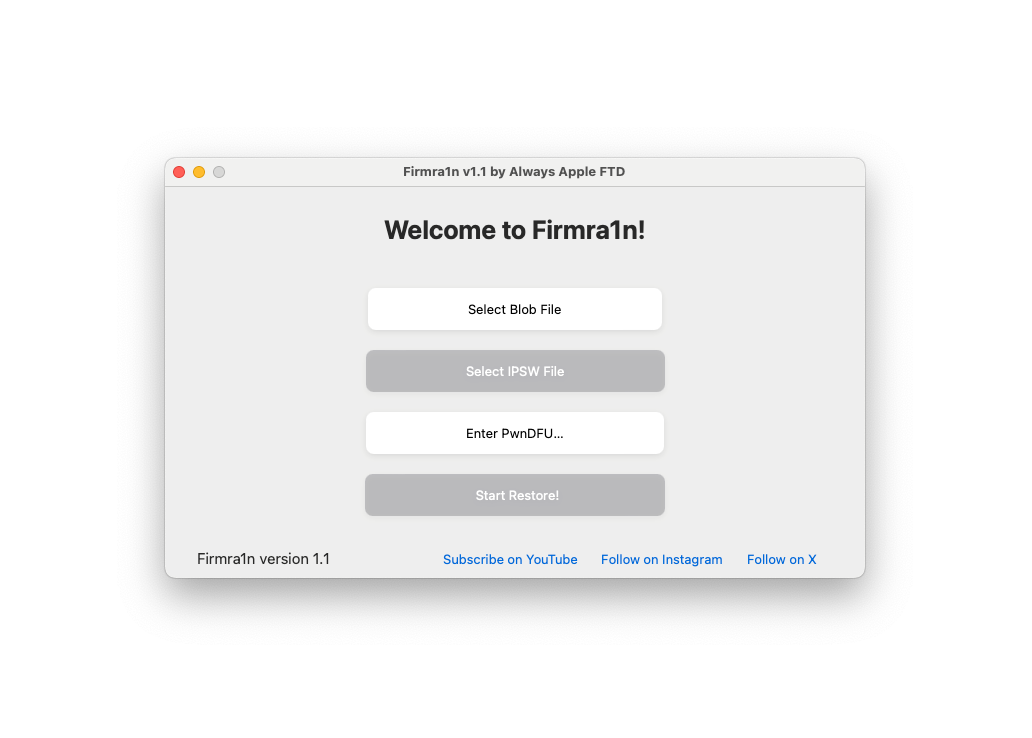 Firmra1n v1.1 by Always Apple FTD
Welcome to Firmra1n!
Select Blob File
Select IPSW File
Enter PwnDFU...
Start Restore!
Firmra1n version 1.1
Subscribe on YouTube
Follow on Instagram
Follow on X